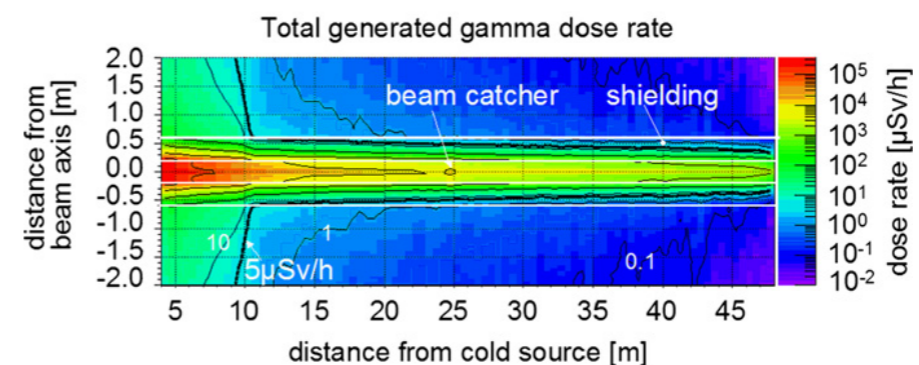 Total generated gamma dose rate
distance from
beam axis [m]
2.0
1.5
1.0
0.5
0.0
-0.5
-1.0
-1.5
-2.0
beam catcher
shielding
10
5µSv/h
1
0.1
5 10 15 20 25 30 35 40 45
distance from cold source [m]
10⁵
10⁴
10³
10²
10¹
10⁰
10⁻¹
10⁻²
dose rate [µSv/h]